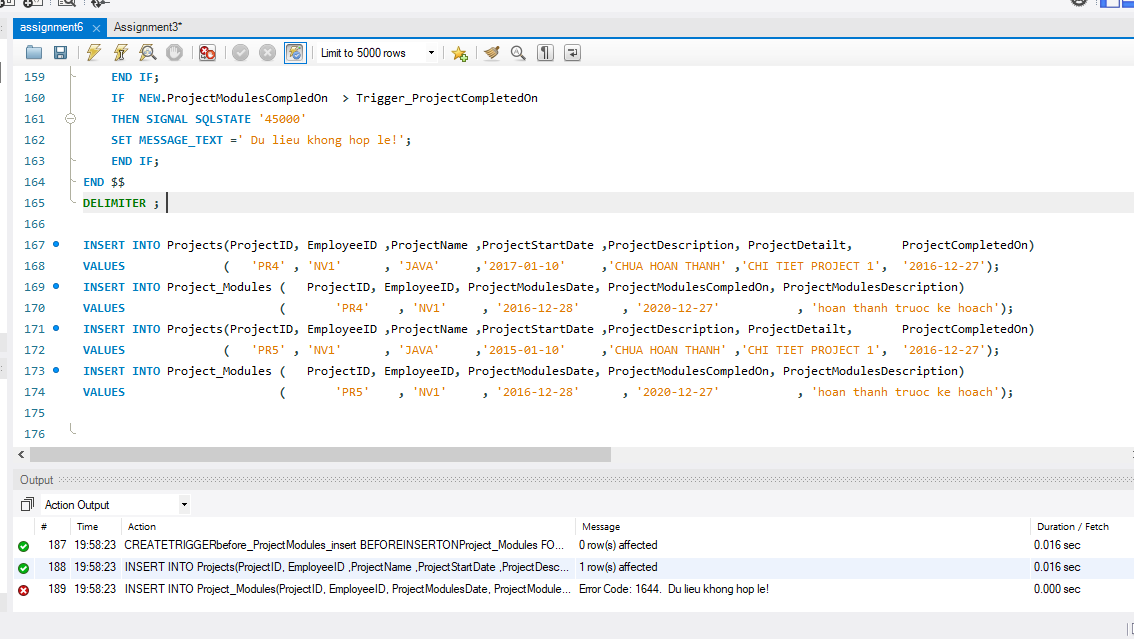 assignment6 × Assignment3*
Limit to 5000 rows
159 END IF;
160 IF NEW.ProjectModulesCompledOn > Trigger_ProjectCompletedOn
161 THEN SIGNAL SQLSTATE '45000'
162 SET MESSAGE_TEXT =' Du lieu khong hop le!';
163 END IF;
164 END $$
165 DELIMITER ;
166
167 INSERT INTO Projects(ProjectID, EmployeeID ,ProjectName ,ProjectStartDate ,ProjectDescription, ProjectDetailt, ProjectCompletedOn)
168 VALUES ( 'PR4' , 'NV1' , 'JAVA' ,'2017-01-10' ,'CHUA HOAN THANH' ,'CHI TIET PROJECT 1', '2016-12-27');
169 INSERT INTO Project_Modules ( ProjectID, EmployeeID, ProjectModulesDate, ProjectModulesCompledOn, ProjectModulesDescription)
170 VALUES ( 'PR4' , 'NV1' , '2016-12-28' , '2020-12-27' , 'hoan thanh truoc ke hoach');
171 INSERT INTO Projects(ProjectID, EmployeeID ,ProjectName ,ProjectStartDate ,ProjectDescription, ProjectDetailt, ProjectCompletedOn)
172 VALUES ( 'PR5' , 'NV1' , 'JAVA' ,'2015-01-10' ,'CHUA HOAN THANH' ,'CHI TIET PROJECT 1', '2016-12-27');
173 INSERT INTO Project_Modules ( ProjectID, EmployeeID, ProjectModulesDate, ProjectModulesCompledOn, ProjectModulesDescription)
174 VALUES ( 'PR5' , 'NV1' , '2016-12-28' , '2020-12-27' , 'hoan thanh truoc ke hoach');
175
176
Output
Action Output
# Time Action Message Duration / Fetch
187 19:58:23 CREATETRIGGERbefore_ProjectModules_insert BEFOREINSERTONProject_Modules FO... 0 row(s) affected 0.016 sec
188 19:58:23 INSERT INTO Projects(ProjectID, EmployeeID ,ProjectName ,ProjectStartDate ,ProjectDesc... 1 row(s) affected 0.016 sec
189 19:58:23 INSERT INTO Project_Modules(ProjectID, EmployeeID, ProjectModulesDate, ProjectModule... Error Code: 1644. Du lieu khong hop le! 0.000 sec